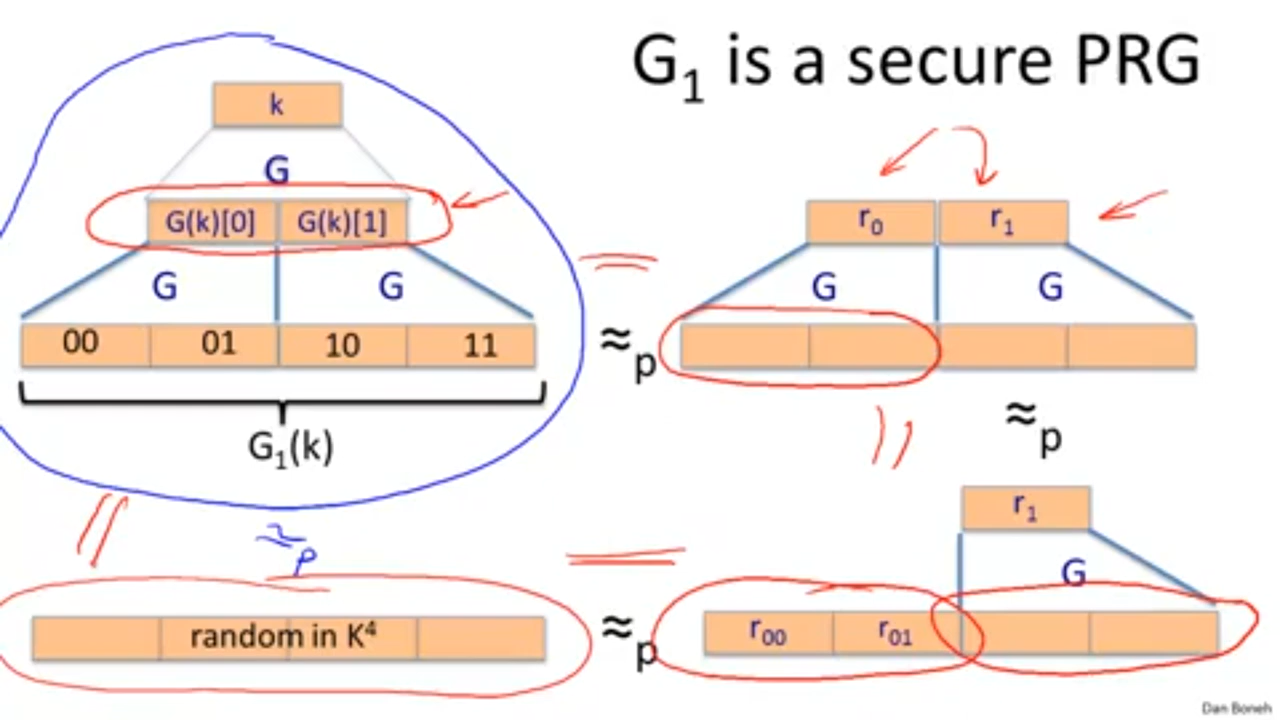 G₁ is a secure PRG
k
G
G(k)[0] G(k)[1]
G G
00 01 10 11
G₁(k)
≈p
r₀ r₁
G G
≈p
≈p
r₁
G
r₀₀ r₀₁
≈p
random in K⁴
Dan Boneh